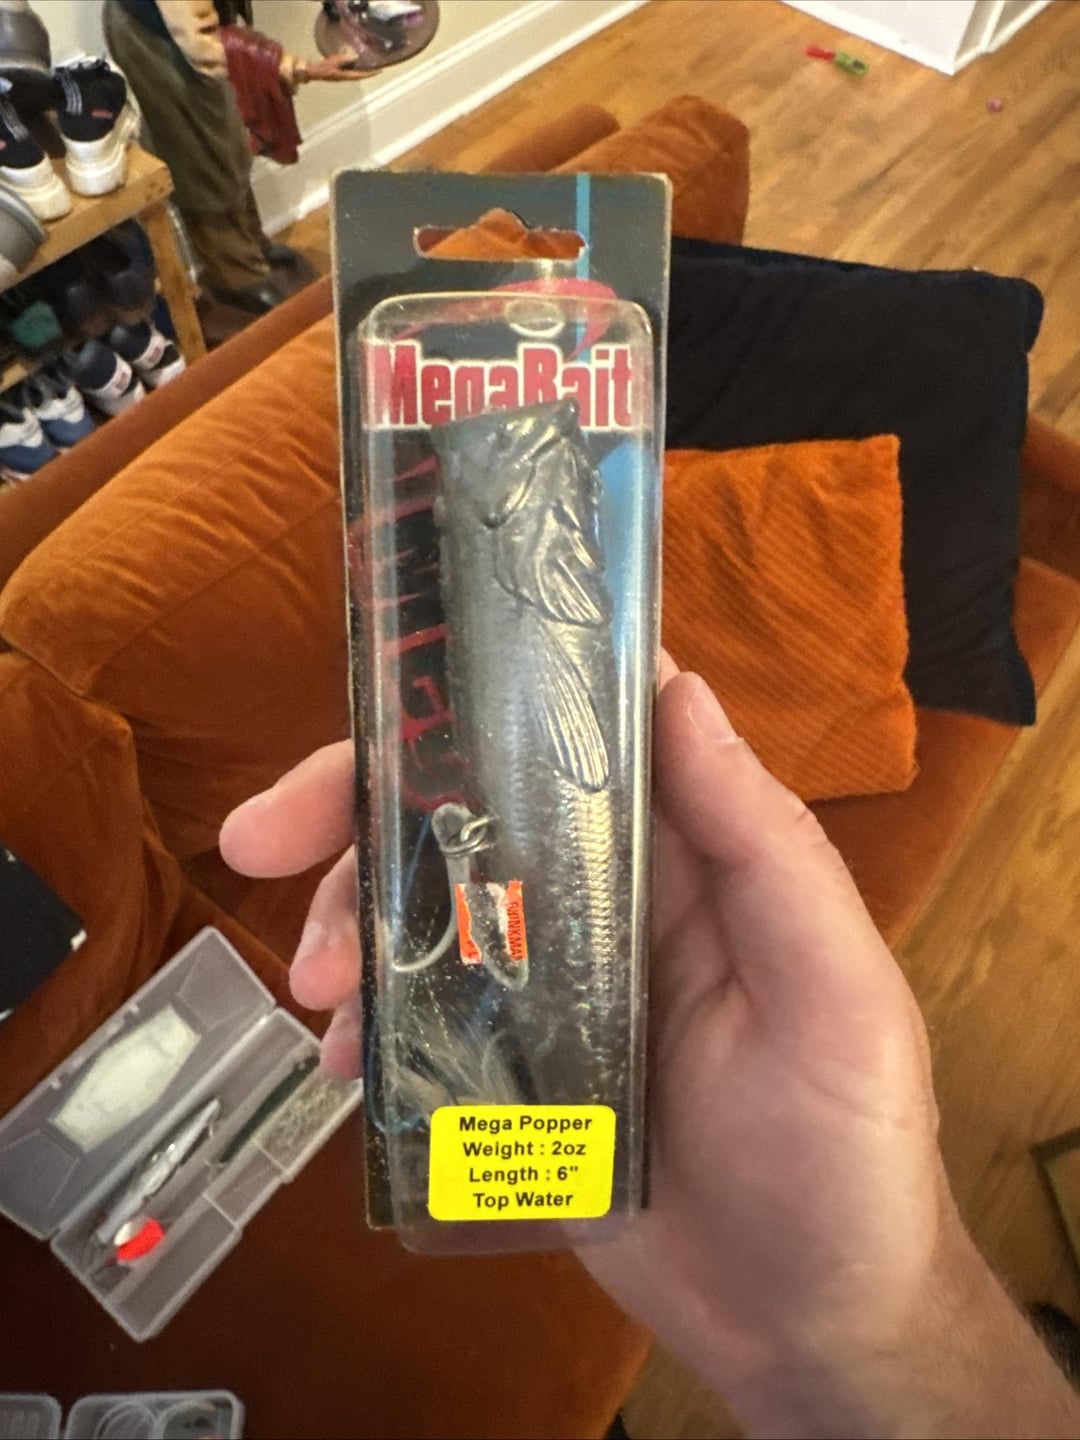 MegaBait
Mega Popper
Weight : 2oz
Length : 6"
Top Water